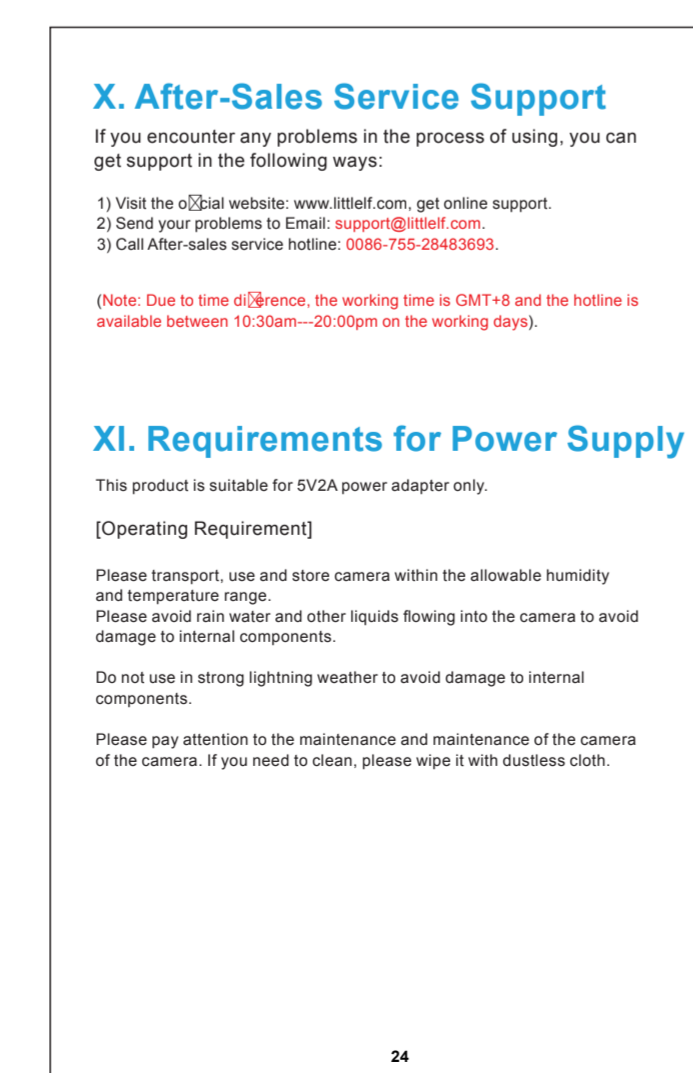 X. After-Sales Service Support
If you encounter any problems in the process of using, you can
get support in the following ways:
1) Visit the o☒cial website: www.littlelf.com, get online support.
2) Send your problems to Email: support@littlelf.com.
3) Call After-sales service hotline: 0086-755-28483693.
(Note: Due to time di☒erence, the working time is GMT+8 and the hotline is
available between 10:30am---20:00pm on the working days).
XI. Requirements for Power Supply
This product is suitable for 5V2A power adapter only.
[Operating Requirement]
Please transport, use and store camera within the allowable humidity
and temperature range.
Please avoid rain water and other liquids flowing into the camera to avoid
damage to internal components.
Do not use in strong lightning weather to avoid damage to internal
components.
Please pay attention to the maintenance and maintenance of the camera
of the camera. If you need to clean, please wipe it with dustless cloth.
24